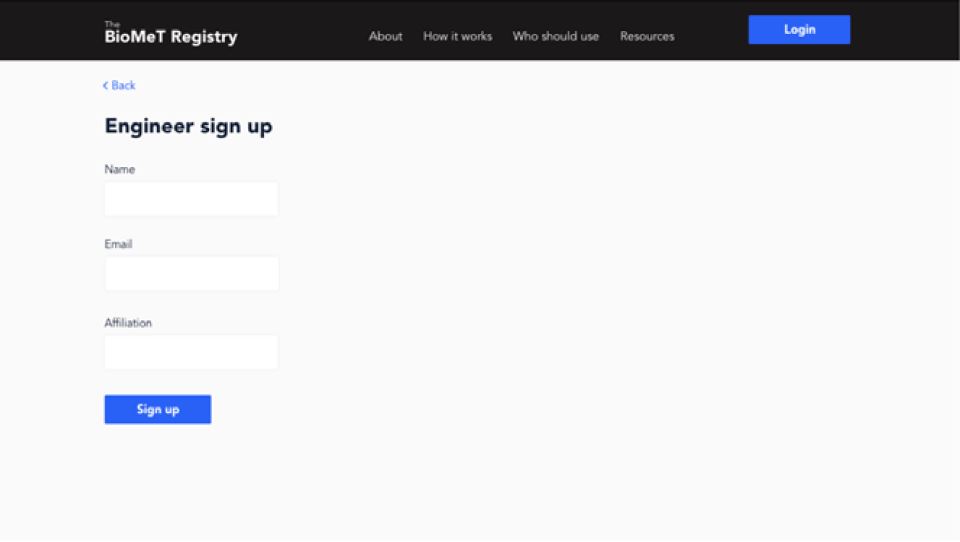 The
BioMeT Registry
About How it works Who should use Resources Login
< Back
Engineer sign up
Name
Email
Affiliation
Sign up